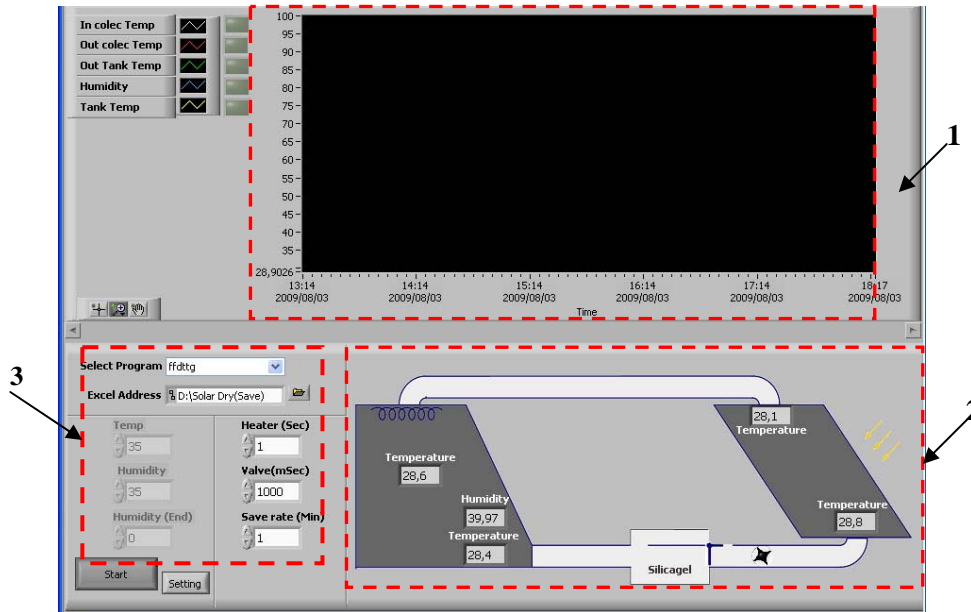 In colec Temp
Out colec Temp
Out Tank Temp
Humidity
Tank Temp
100
95
90
85
80
75
70
65
60
55
50
45
40
35
28,9026
13:14 14:14 15:14 16:14 17:14 18:17
2009/08/03 2009/08/03 2009/08/03 2009/08/03 2009/08/03 2009/08/03
Time
1
Select Program ffdttg
Excel Address D:\Solar Dry(Save)
3
Temp
35
Humidity
35
Humidity (End)
0
Heater (Sec)
1
Valve(mSec)
1000
Save rate (Min)
1
Start
Setting
28,1
Temperature
Temperature
28,6
Humidity
39,97
Temperature
28,4
Temperature
28,8
Silicagel
2